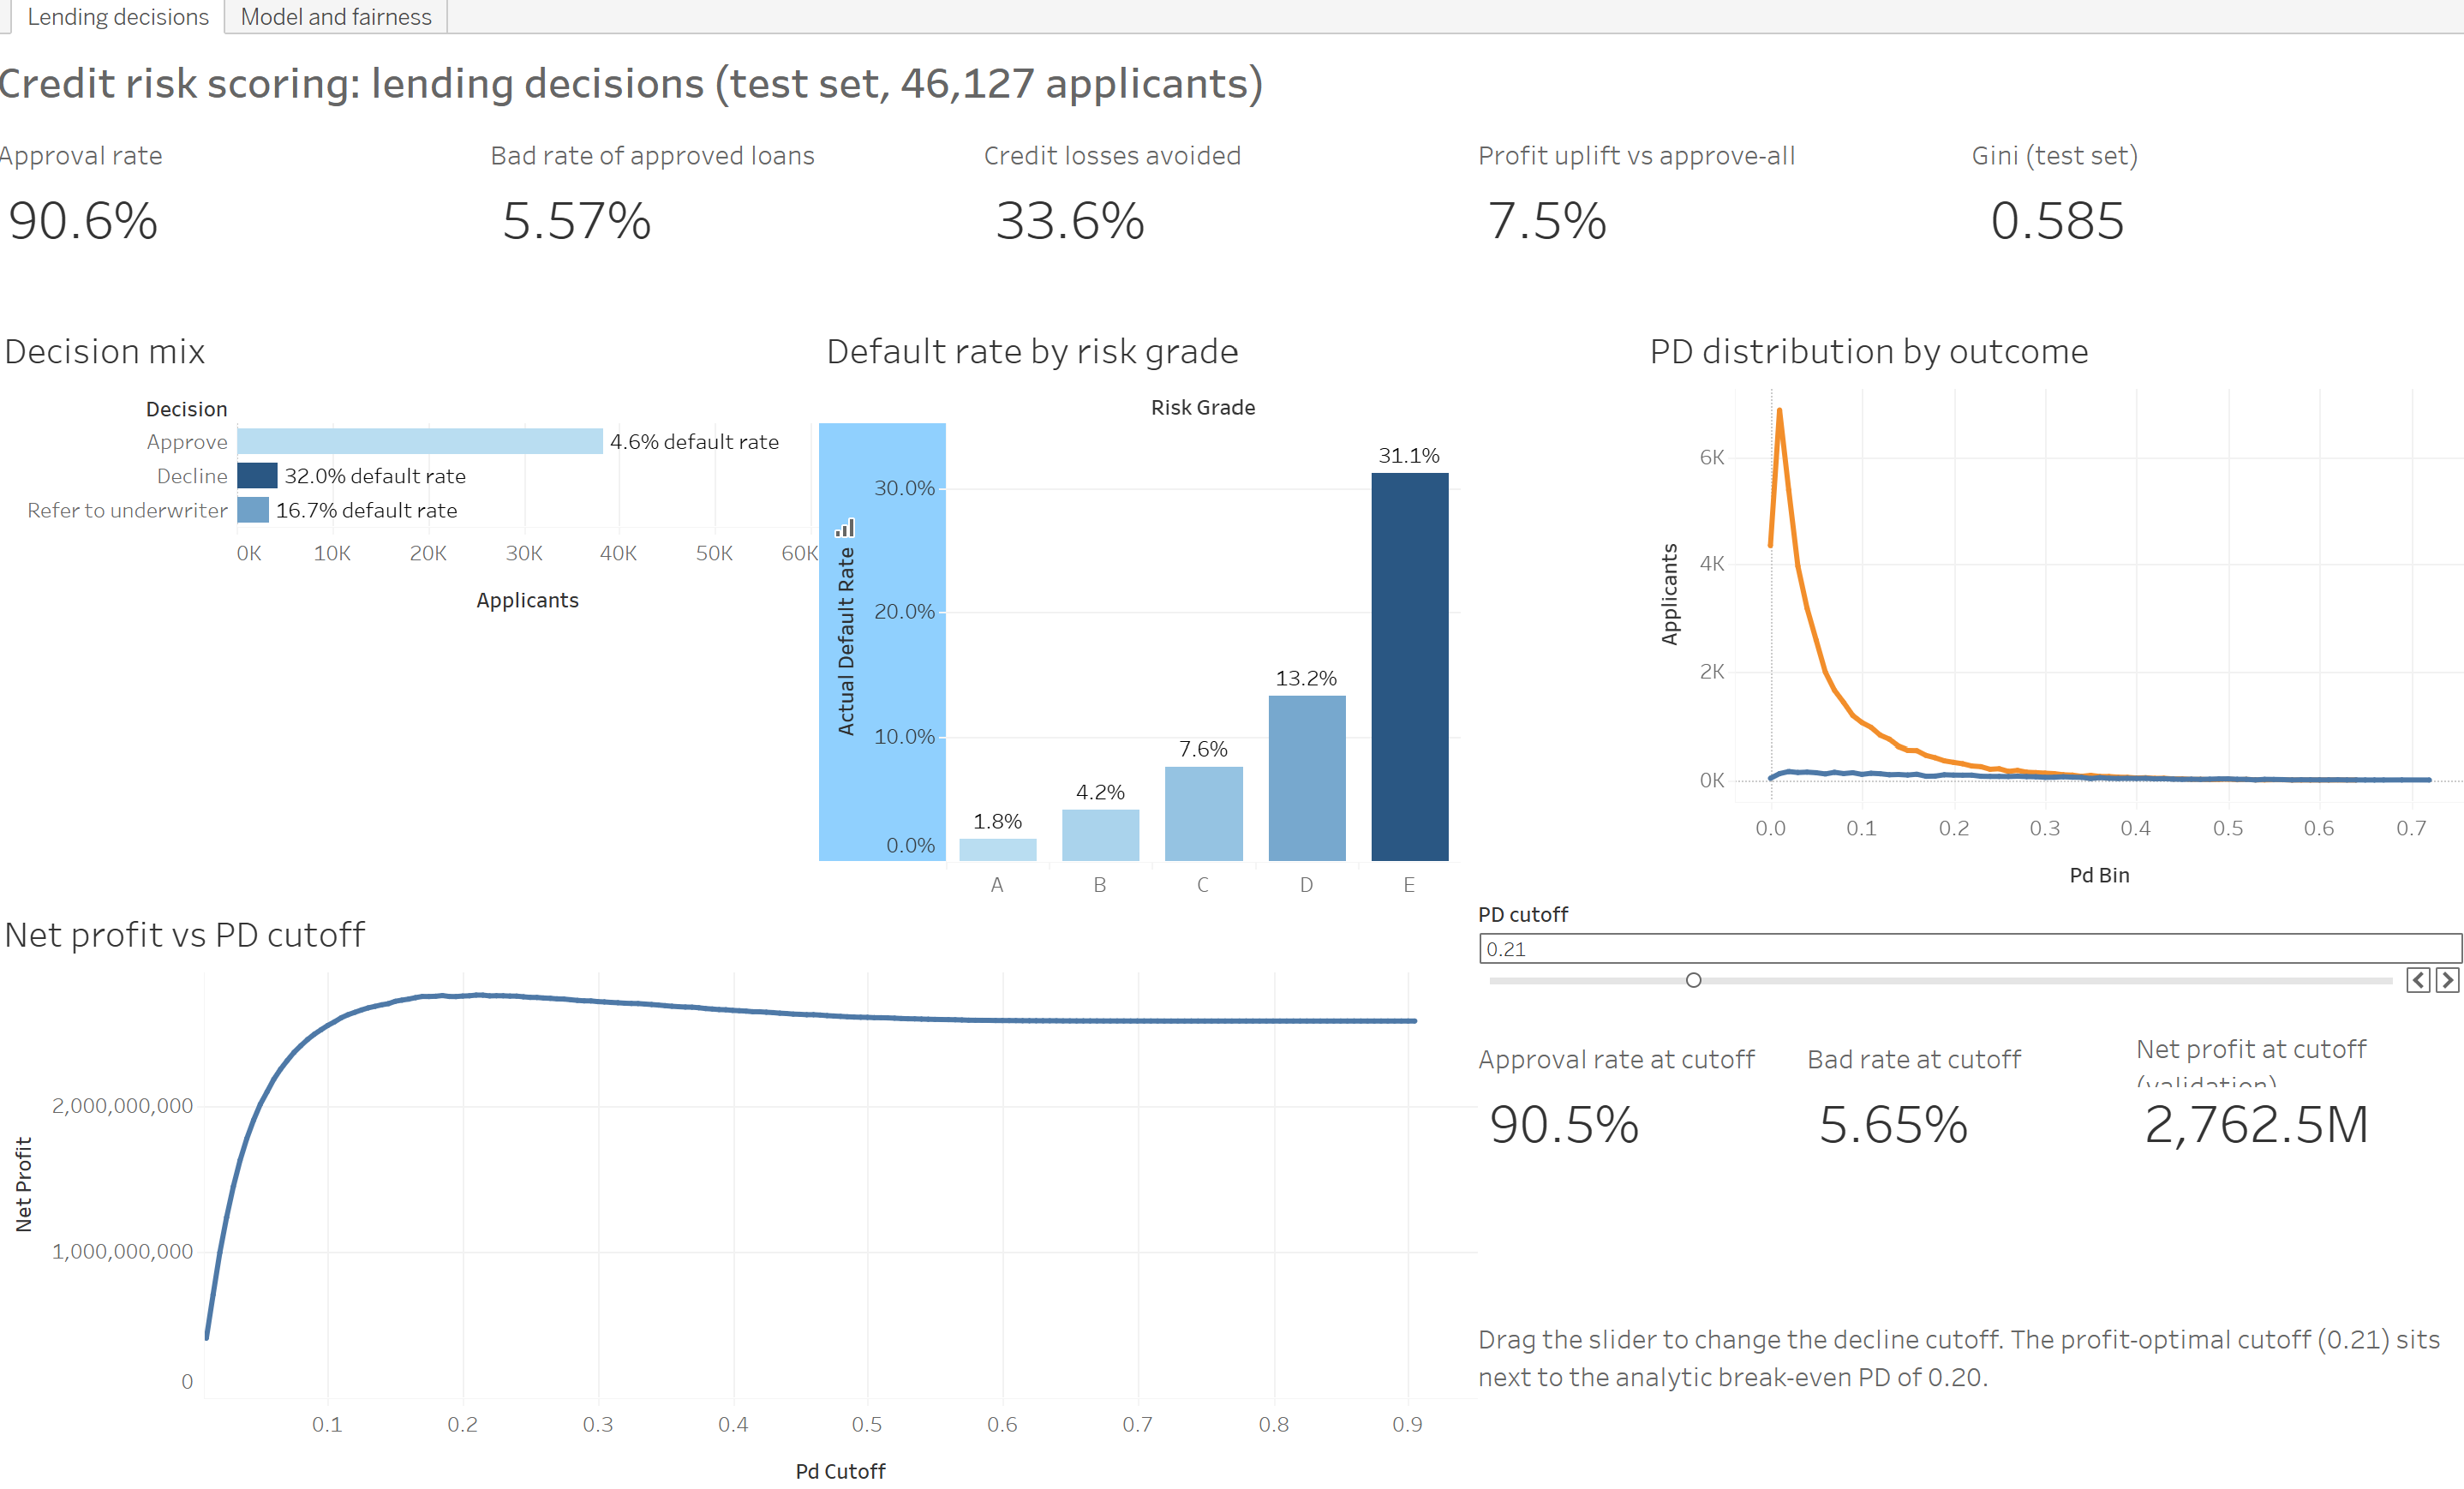 Lending decisions
Model and fairness
Credit risk scoring: lending decisions (test set, 46,127 applicants)
Approval rate
90.6%
Bad rate of approved loans
5.57%
Credit losses avoided
33.6%
Profit uplift vs approve-all
7.5%
Gini (test set)
0.585
Decision mix
Decision
Approve
4.6% default rate
Decline
32.0% default rate
Refer to underwriter
16.7% default rate
0K 10K 20K 30K 40K 50K 60K
Applicants
Default rate by risk grade
Risk Grade
Actual Default Rate
30.0%
20.0%
10.0%
0.0%
1.8%
4.2%
7.6%
13.2%
31.1%
A B C D E
PD distribution by outcome
Applicants
6K
4K
2K
0K
0.0 0.1 0.2 0.3 0.4 0.5 0.6 0.7
Pd Bin
Net profit vs PD cutoff
Net Profit
2,000,000,000
1,000,000,000
0
0.1 0.2 0.3 0.4 0.5 0.6 0.7 0.8 0.9
Pd Cutoff
PD cutoff
0.21
Approval rate at cutoff
90.5%
Bad rate at cutoff
5.65%
Net profit at cutoff
(validation)
2,762.5M
Drag the slider to change the decline cutoff. The profit-optimal cutoff (0.21) sits
next to the analytic break-even PD of 0.20.